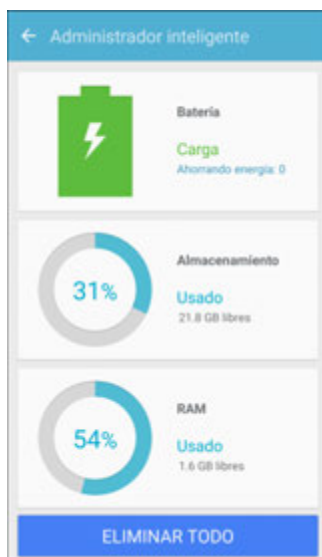 Administrador inteligente
Batería
Carga
Ahorrando energía: 0
31%
Almacenamiento
Usado
21.8 GB libres
54%
RAM
Usado
1.6 GB libres
ELIMINAR TODO